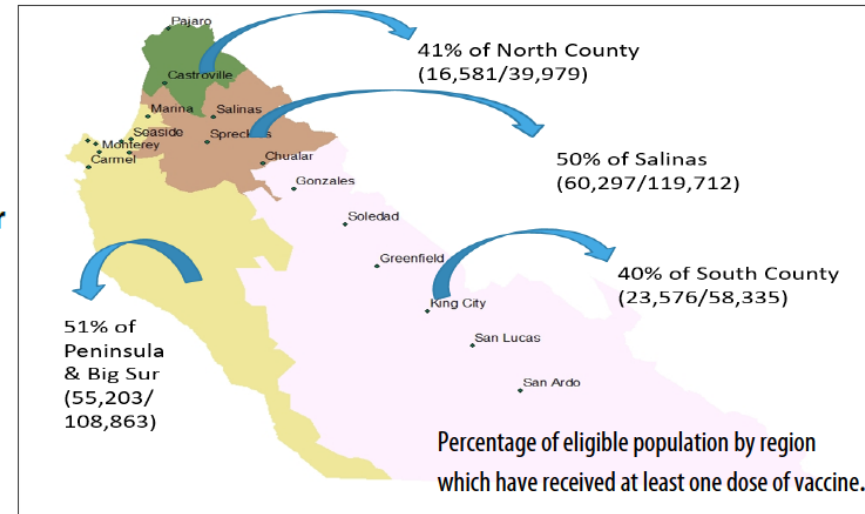 Pajaro
41% of North County
(16,581/39,979)
Castroville
Marina
Salinas
Seaside
Spreckels
Monterey
Carmel
Chualar
50% of Salinas
(60,297/119,712)
Gonzales
r
Soledad
Greenfield
40% of South County
(23,576/58,335)
King City
51% of
Peninsula
& Big Sur
(55,203/
108,863)
San Lucas
San Ardo
Percentage of eligible population by region
which have received at least one dose of vaccine.